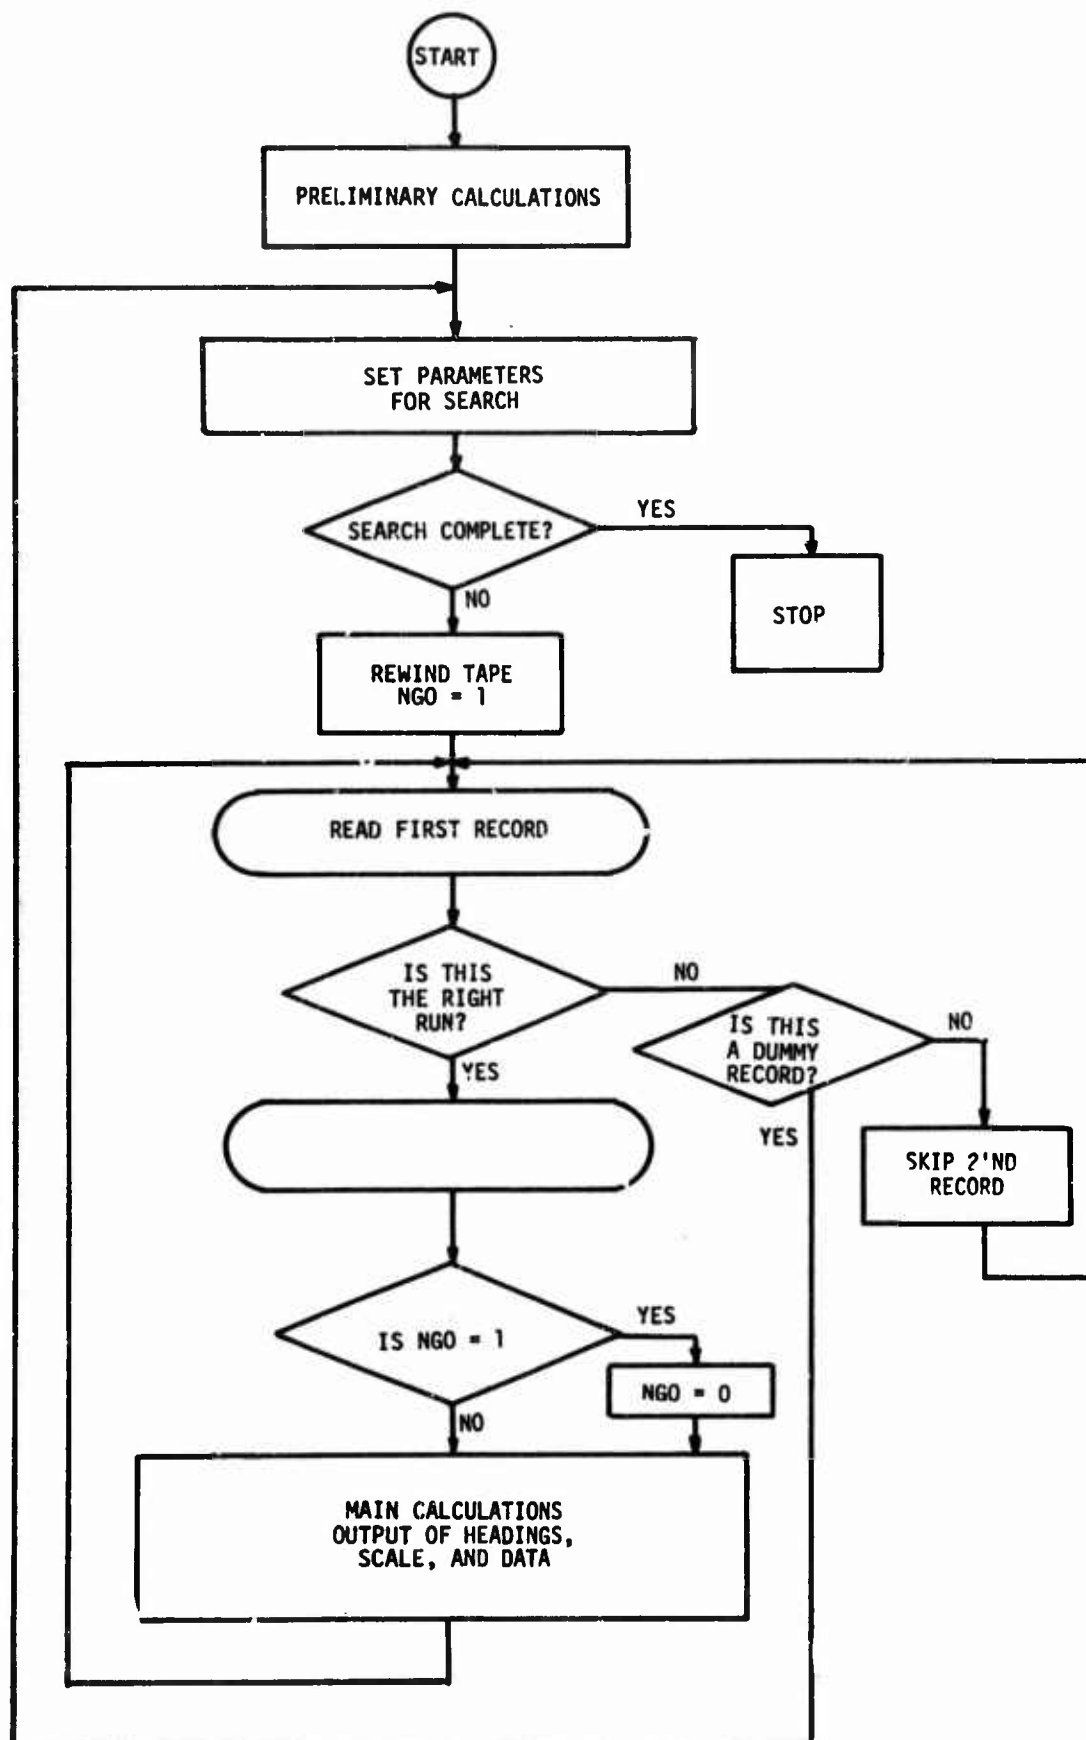 START
PRELIMINARY CALCULATIONS
SET PARAMETERS
FOR SEARCH
SEARCH COMPLETE?
YES
STOP
NO
REWIND TAPE
NGO = 1
READ FIRST RECORD
IS THIS
THE RIGHT
RUN?
NO
IS THIS
A DUMMY
RECORD?
NO
YES
YES
SKIP 2'ND
RECORD
IS NGO = 1
YES
NGO = 0
NO
MAIN CALCULATIONS
OUTPUT OF HEADINGS,
SCALE, AND DATA